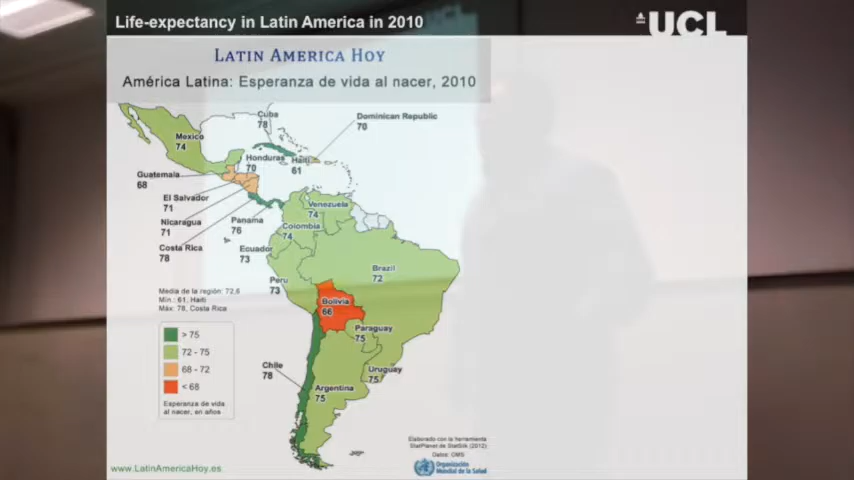 Life-expectancy in Latin America in 2010
UCL
LATIN AMERICA HOY
América Latina: Esperanza de vida al nacer, 2010
Cuba
78
Dominican Republic
70
Mexico
74
Honduras
70
Haiti
61
Guatemala
68
El Salvador
71
Nicaragua
71
Costa Rica
78
Panama
76
Venezuela
74
Colombia
74
Ecuador
73
Peru
73
Brazil
72
Bolivia
66
Paraguay
75
Chile
78
Uruguay
75
Argentina
75
Media de la región: 72,6
Mín.: 61, Haití
Máx: 78, Costa Rica
> 75
72 - 75
68 - 72
< 68
Esperanza de vida
al nacer, en años
Elaborado con la herramienta
StatPlanet de StatSilk (2012)
Datos: OMS
Organización
Mundial de la Salud
www.LatinAmericaHoy.es